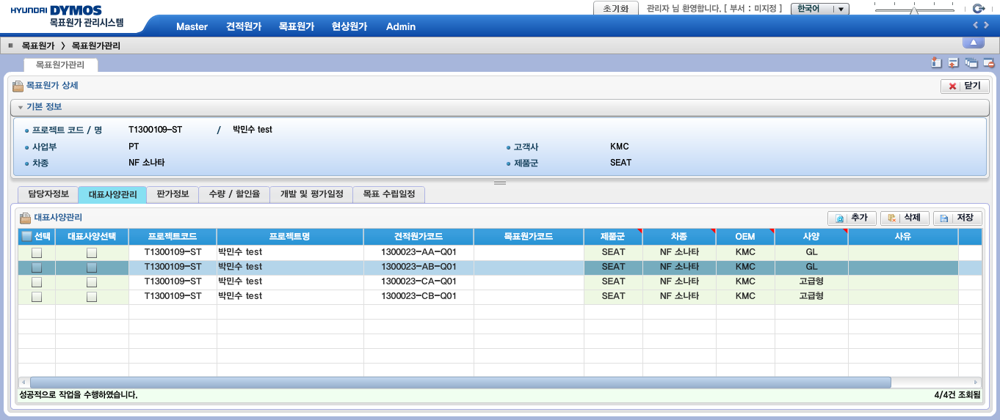 HYUNDAI DYMOS
목표원가 관리시스템
초기화 관리자 님 환영합니다. [ 부서 : 미지정 ] 한국어
Master 견적원가 목표원가 현상원가 Admin
목표원가 〉 목표원가관리
목표원가관리
목표원가 상세 닫기
기본 정보
프로젝트 코드 / 명 T1300109-ST / 박민수 test
사업부 PT 고객사 KMC
차종 NF 소나타 제품군 SEAT
담당자정보 대표사양관리 판가정보 수량 / 할인율 개발 및 평가일정 목표 수립일정
대표사양관리 추가 삭제 저장
선택 대표사양선택 프로젝트코드 프로젝트명 견적원가코드 목표원가코드 제품군 차종 OEM 사양 사유
T1300109-ST 박민수 test 1300023-AA-Q01 SEAT NF 소나타 KMC GL
T1300109-ST 박민수 test 1300023-AB-Q01 SEAT NF 소나타 KMC GL
T1300109-ST 박민수 test 1300023-CA-Q01 SEAT NF 소나타 KMC 고급형
T1300109-ST 박민수 test 1300023-CB-Q01 SEAT NF 소나타 KMC 고급형
성공적으로 작업을 수행하였습니다. 4/4건 조회됨